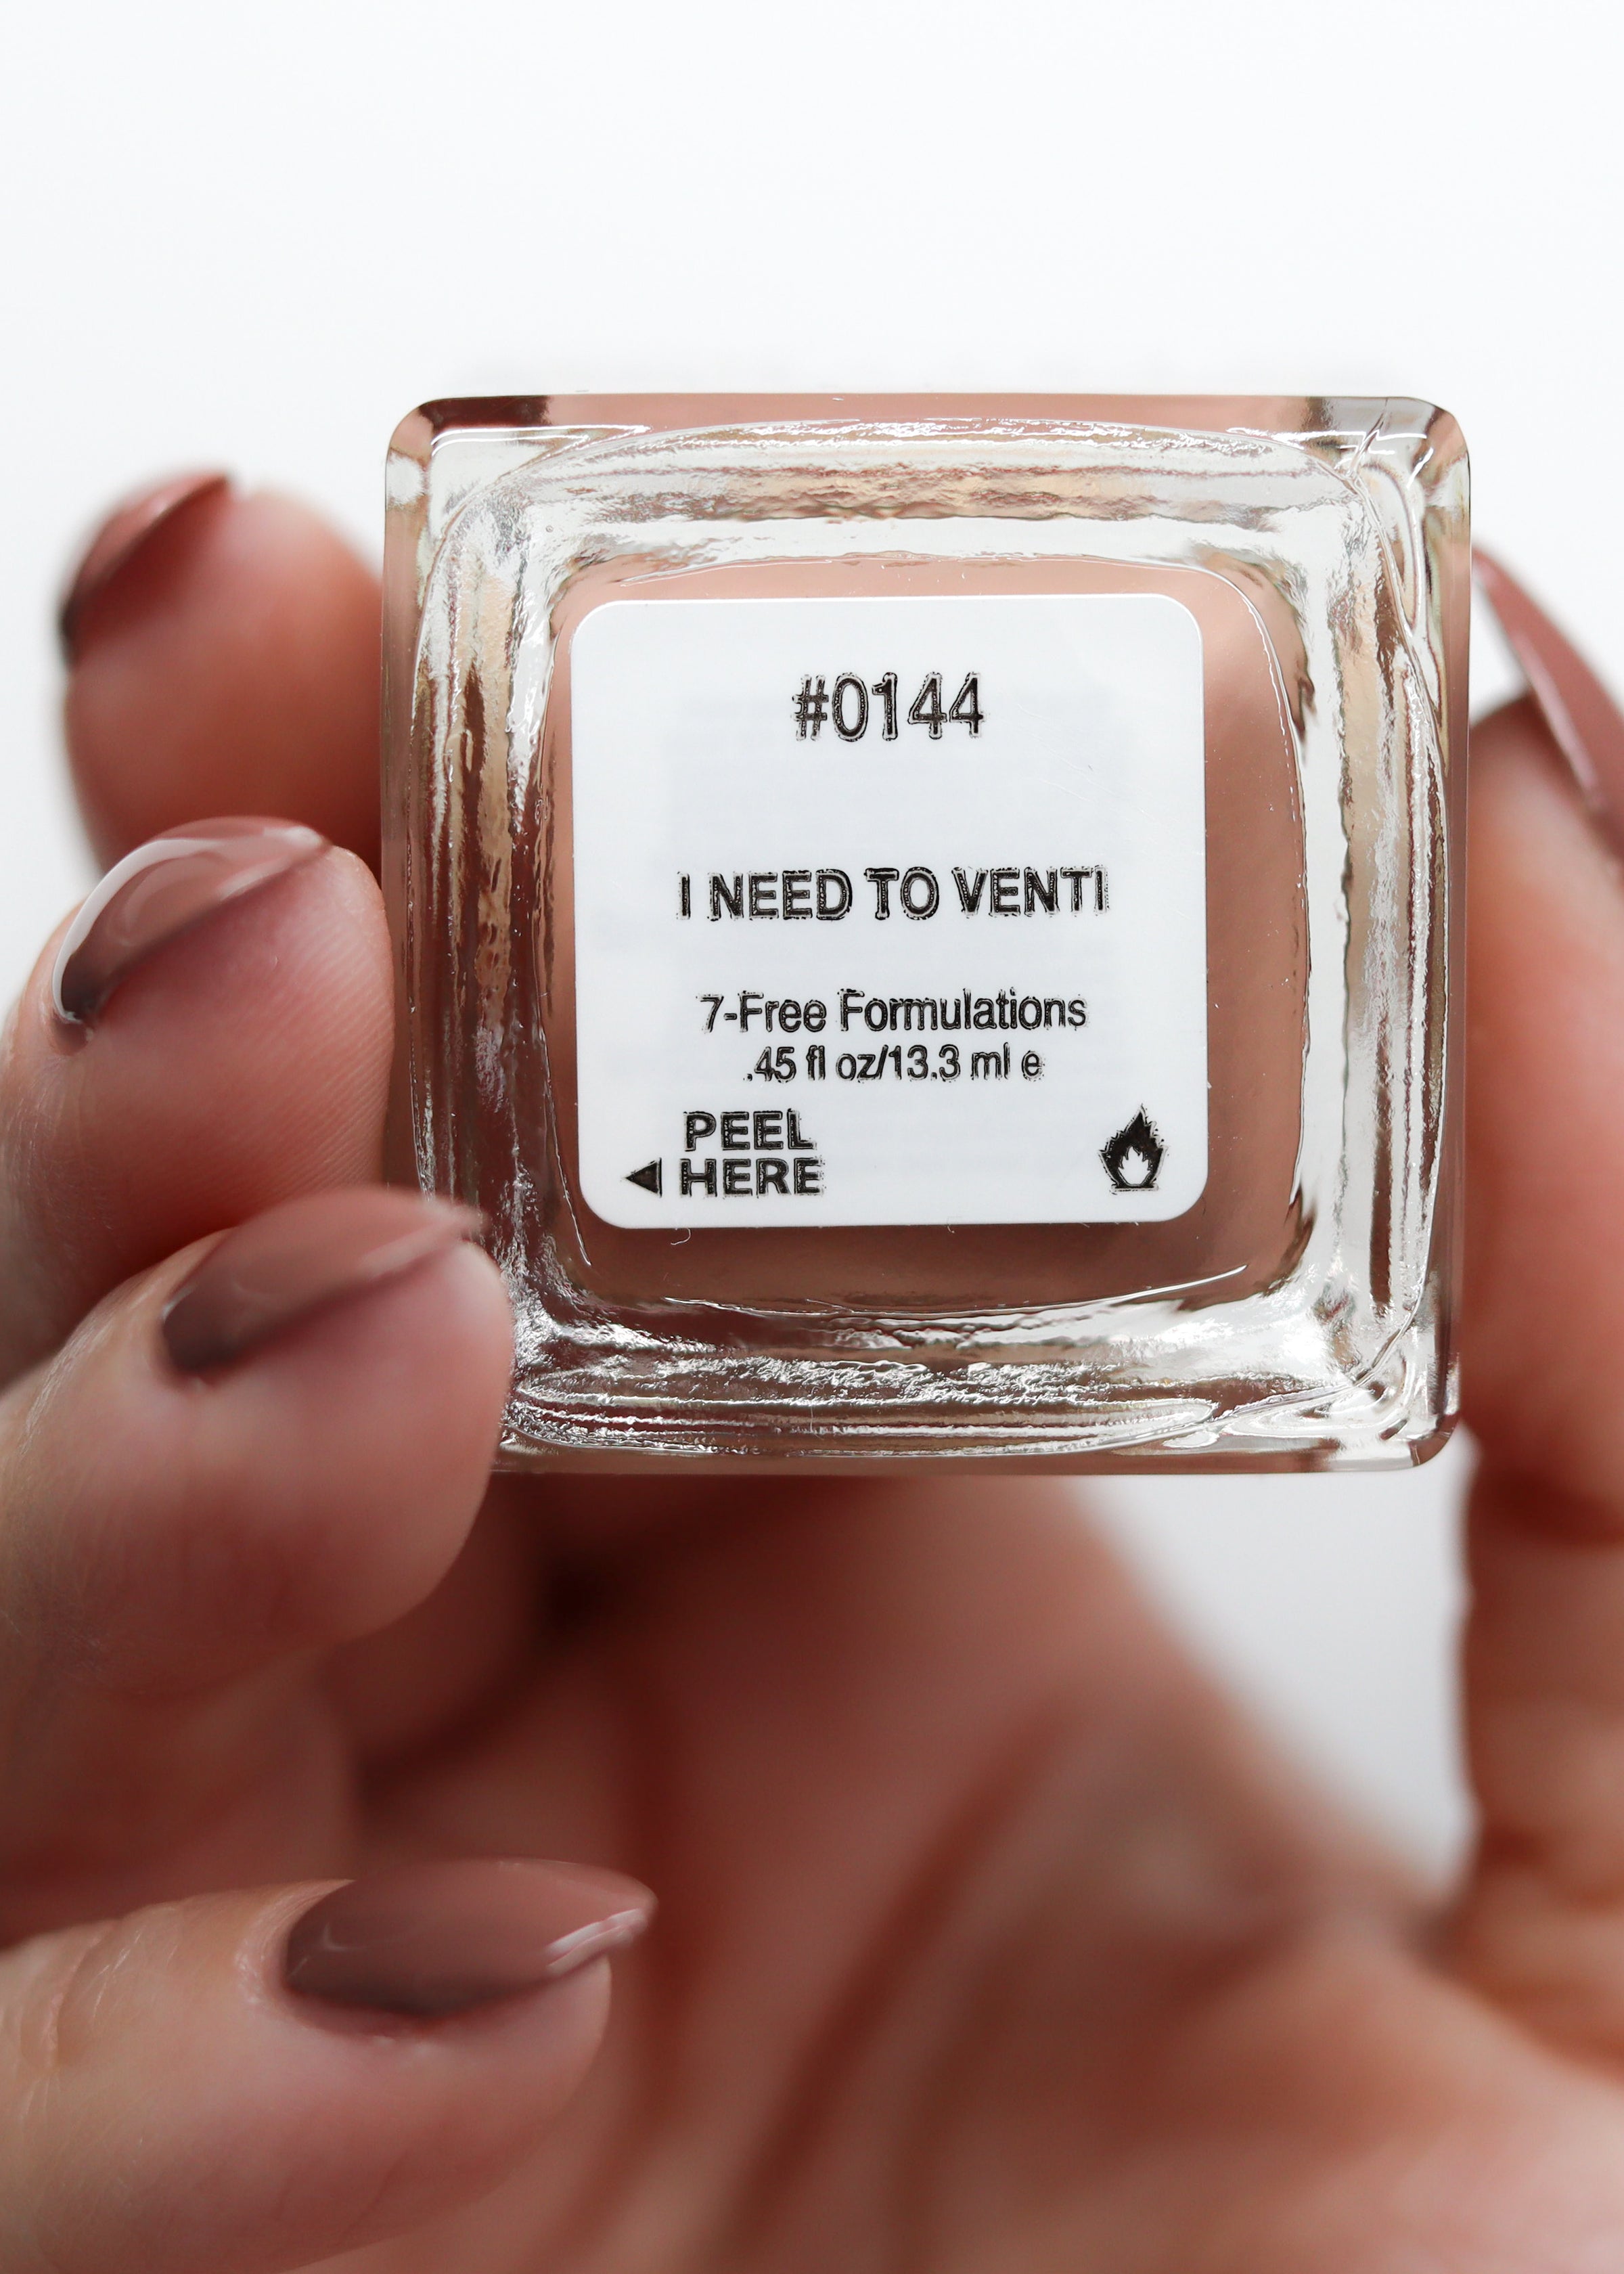 #0144
I NEED TO VENTI
7-Free Formulations
.45 fl oz/13.3 ml e
PEEL
HERE